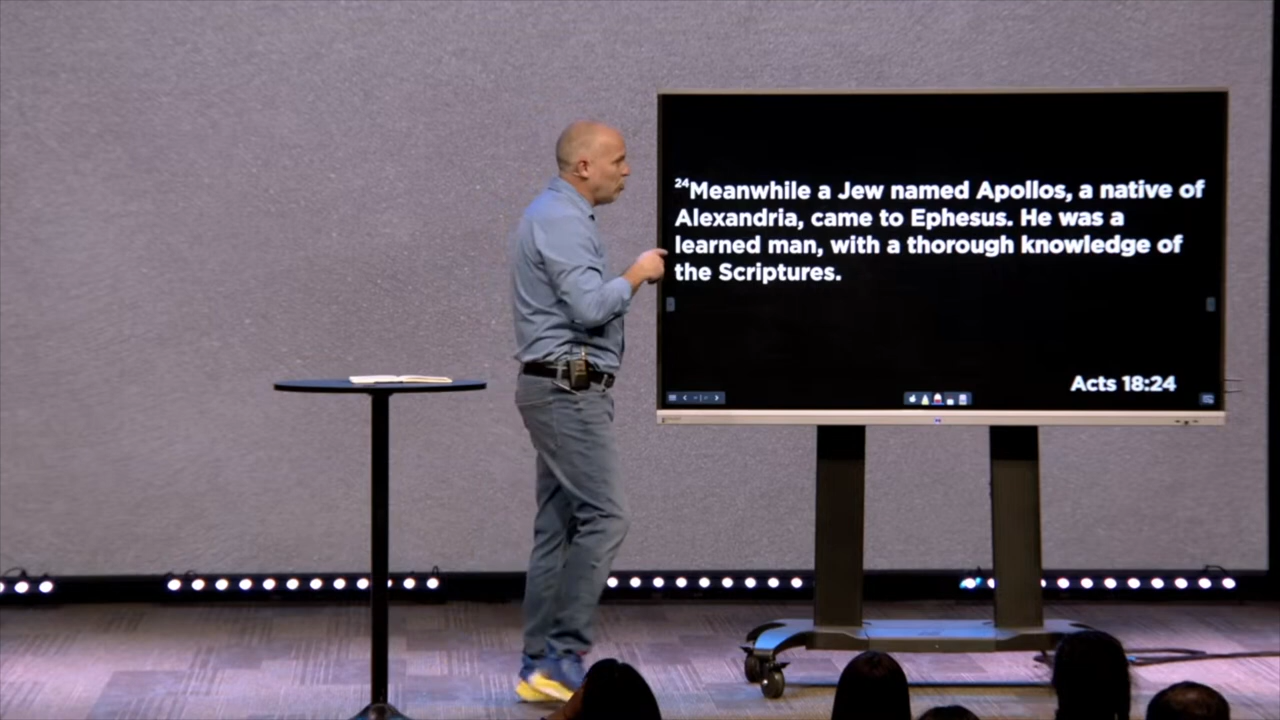 ²⁴Meanwhile a Jew named Apollos, a native of
Alexandria, came to Ephesus. He was a
learned man, with a thorough knowledge of
the Scriptures.
Acts 18:24